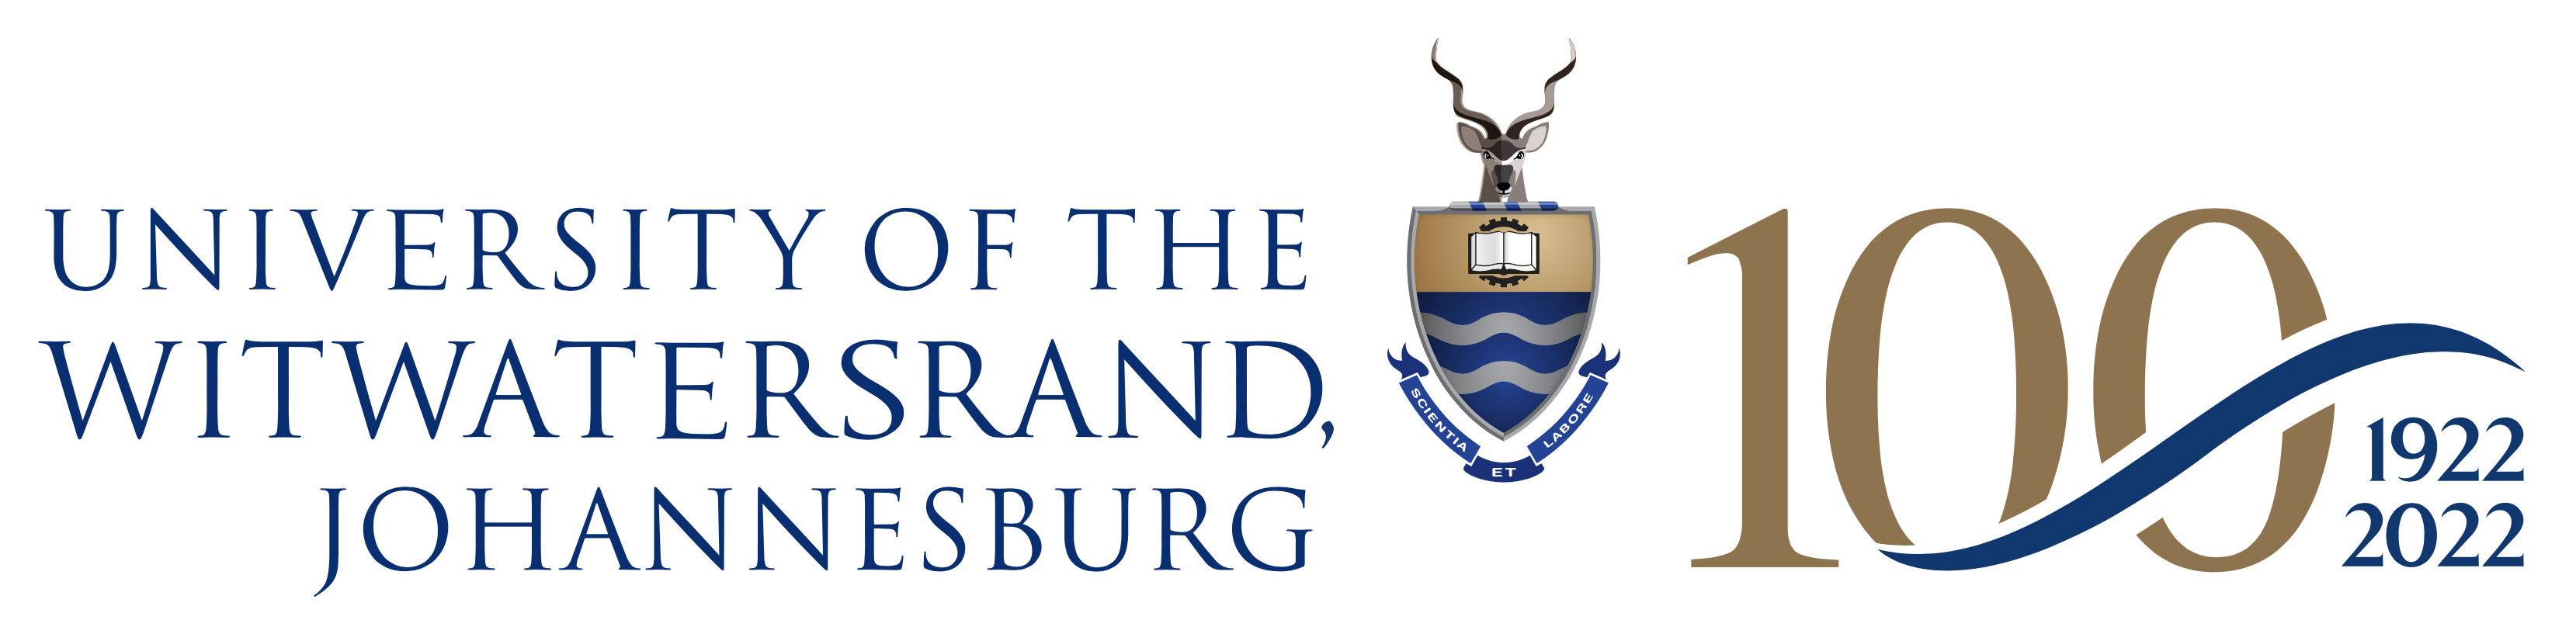 UNIVERSITY OF THE
WITWATERSRAND,
JOHANNESBURG
SCIENTIA ET LABORE
100
1922
2022